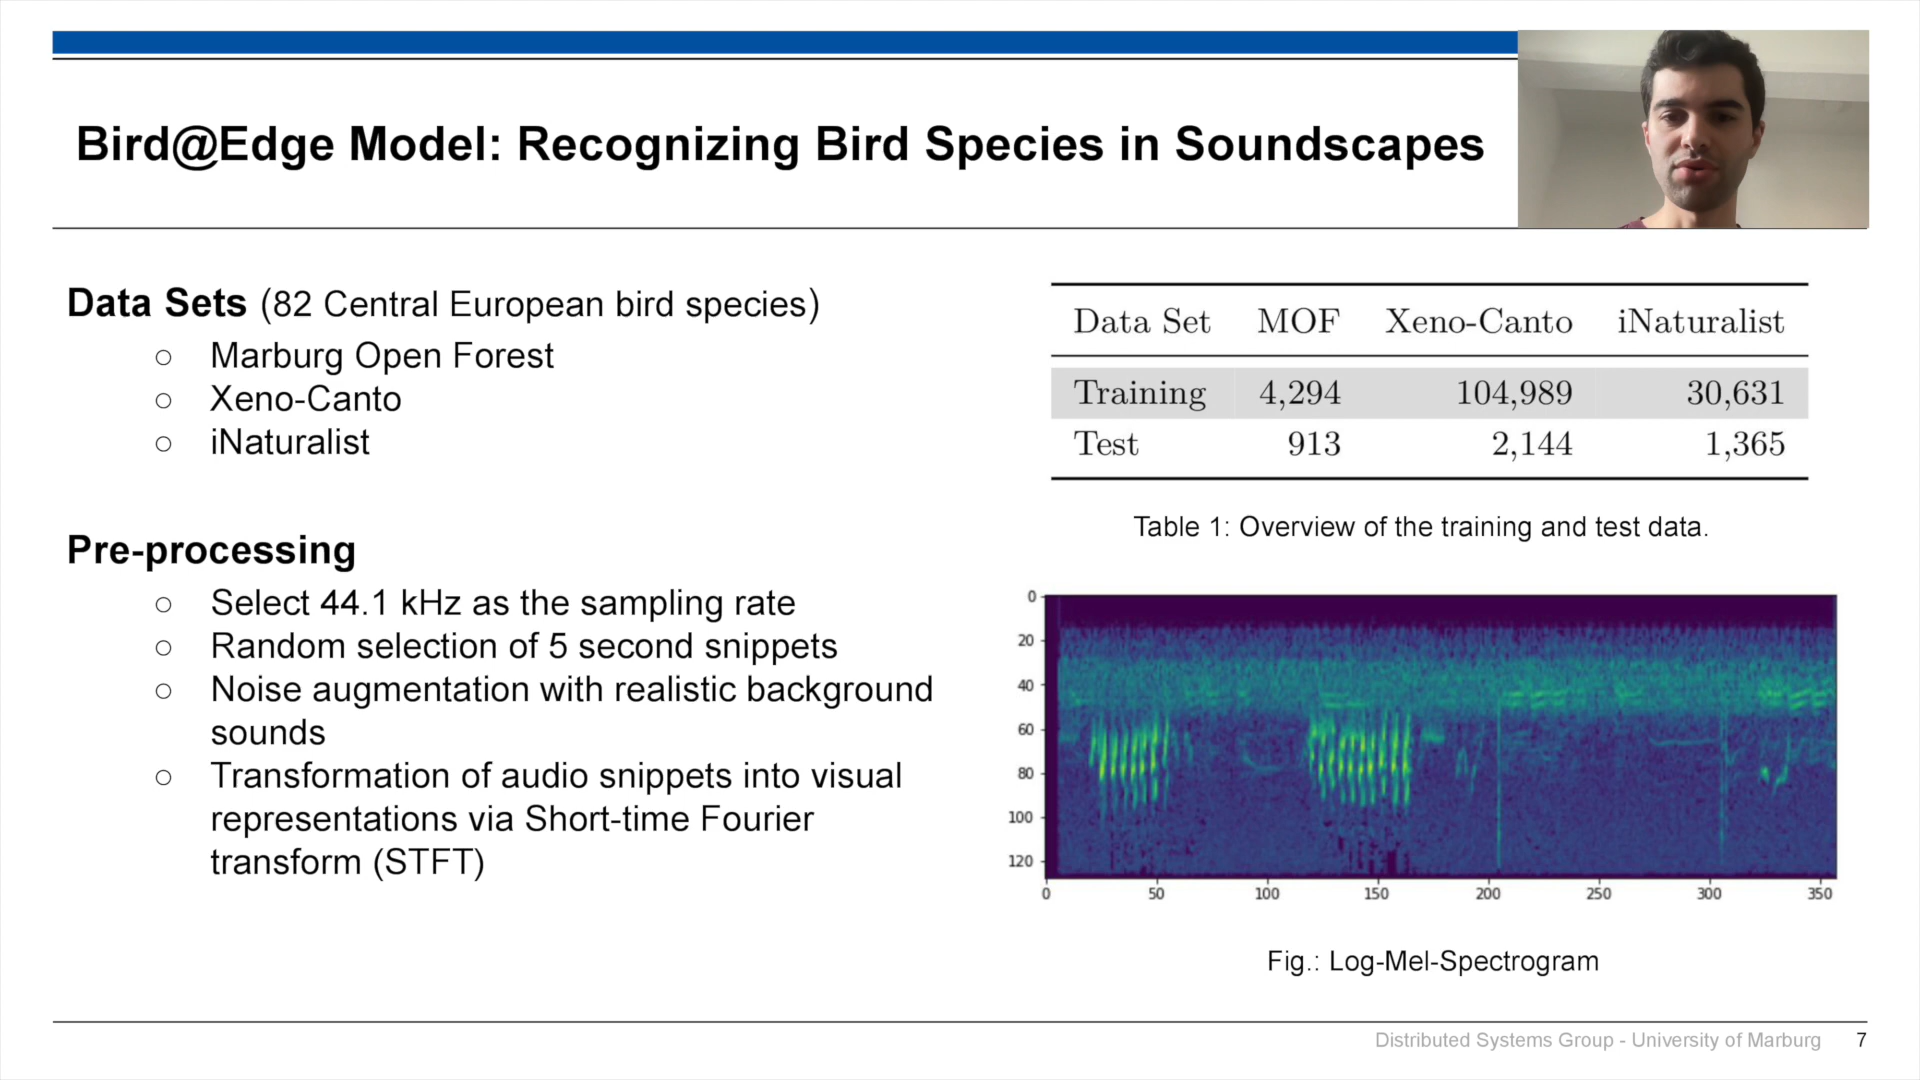 Bird@Edge Model: Recognizing Bird Species in Soundscapes
Data Sets (82 Central European bird species)
○ Marburg Open Forest
○ Xeno-Canto
○ iNaturalist
Pre-processing
○ Select 44.1 kHz as the sampling rate
○ Random selection of 5 second snippets
○ Noise augmentation with realistic background
sounds
○ Transformation of audio snippets into visual
representations via Short-time Fourier
transform (STFT)
Data Set MOF Xeno-Canto iNaturalist
Training 4,294 104,989 30,631
Test 913 2,144 1,365
Table 1: Overview of the training and test data.
0
20
40
60
80
100
120
0 50 100 150 200 250 300 350
Fig.: Log-Mel-Spectrogram
Distributed Systems Group - University of Marburg 7